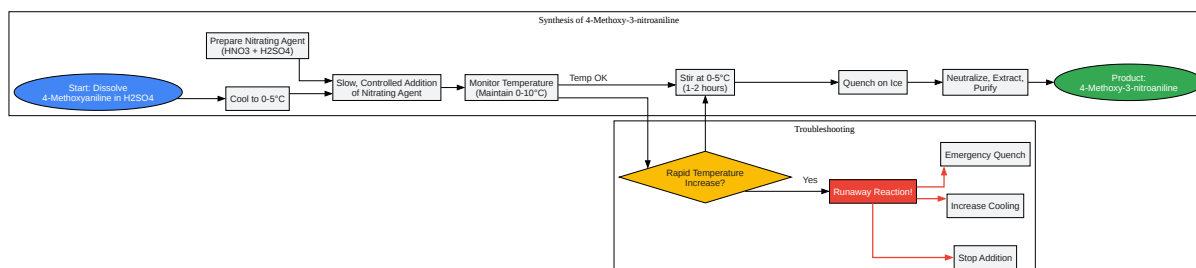 Synthesis of 4-Methoxy-3-nitroaniline
Prepare Nitrating Agent
(HNO3 + H2SO4)
Start: Dissolve
4-Methoxyaniline in H2SO4
Cool to 0-5°C
Slow, Controlled Addition
of Nitrating Agent
Monitor Temperature
(Maintain 0-10°C)
Temp OK
Stir at 0-5°C
(1-2 hours)
Quench on Ice
Neutralize, Extract,
Purify
Product:
4-Methoxy-3-nitroaniline
Troubleshooting
Rapid Temperature
Increase?
Yes
Runaway Reaction!
Emergency Quench
Increase Cooling
Stop Addition